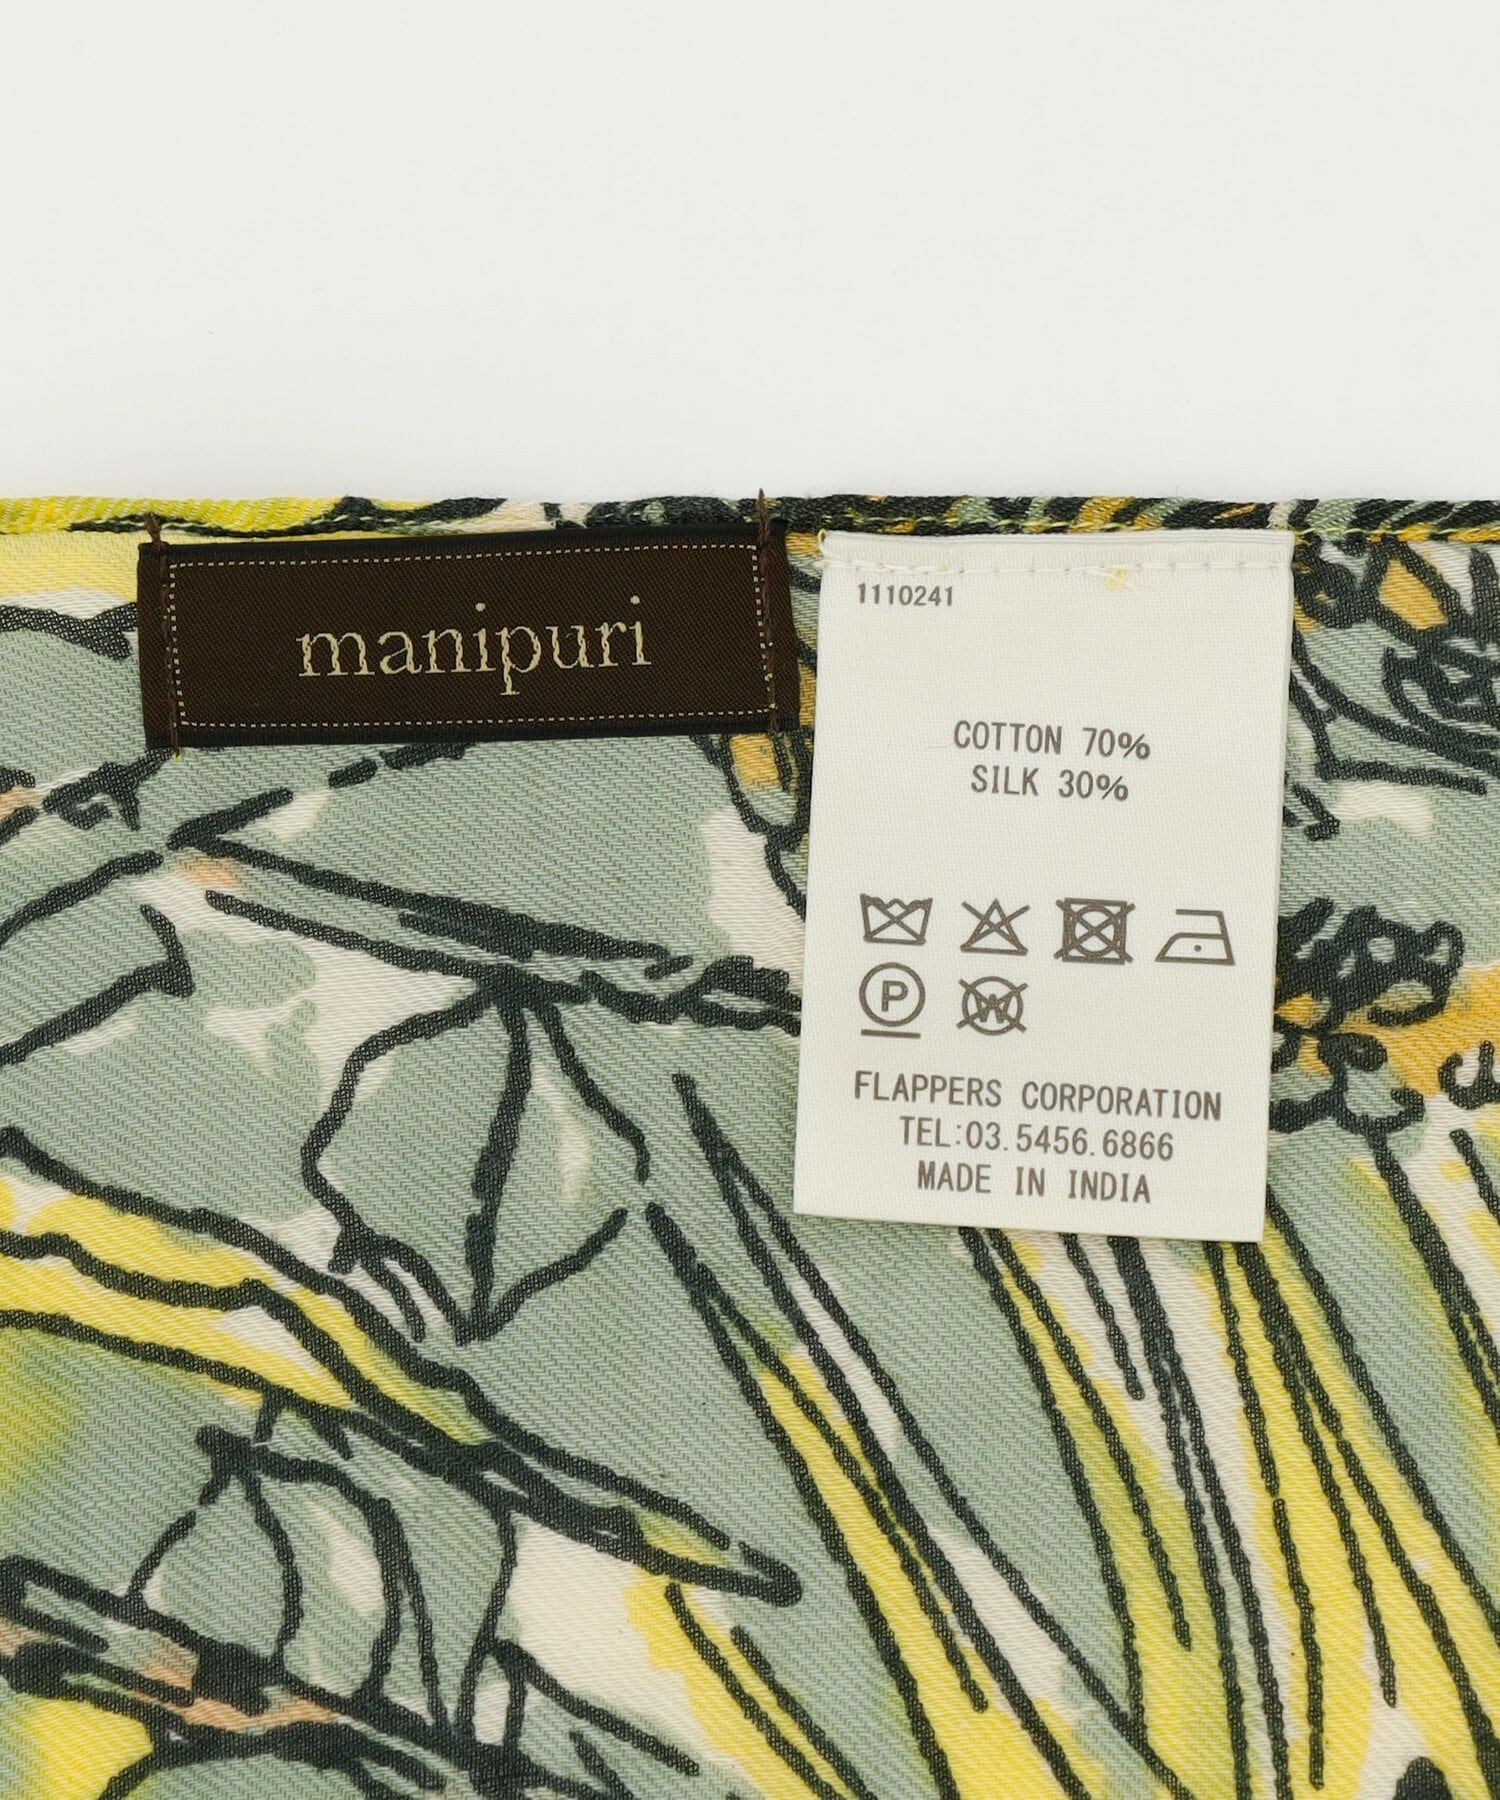 manipuri
1110241
COTTON 70%
SILK 30%
P W
FLAPPERS CORPORATION
TEL:03.5456.6866
MADE IN INDIA